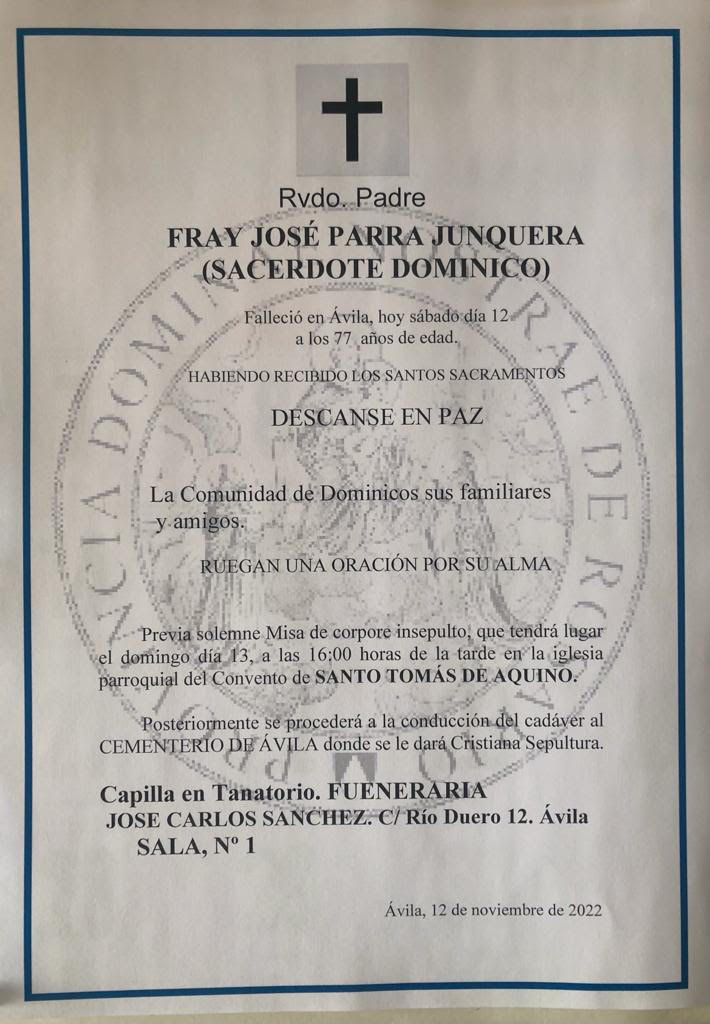 Rvdo. Padre
FRAY JOSÉ PARRA JUNQUERA
(SACERDOTE DOMINICO)
Falleció en Ávila, hoy sábado día 12
a los 77 años de edad.
HABIENDO RECIBIDO LOS SANTOS SACRAMENTOS
DESCANSE EN PAZ
La Comunidad de Dominicos sus familiares
y amigos.
RUEGAN UNA ORACIÓN POR SU ALMA
Previa solemne Misa de corpore insepulto, que tendrá lugar
el domingo día 13, a las 16:00 horas de la tarde en la iglesia
parroquial del Convento de SANTO TOMÁS DE AQUINO.
Posteriormente se procederá a la conducción del cadáver al
CEMENTERIO DE ÁVILA donde se le dará Cristiana Sepultura.
Capilla en Tanatorio. FUENERARIA
JOSE CARLOS SANCHEZ. C/ Río Duero 12. Ávila
SALA, Nº 1
Ávila, 12 de noviembre de 2022
PROVINCIA DOMINAE NOSTRAE DE ROSARIO